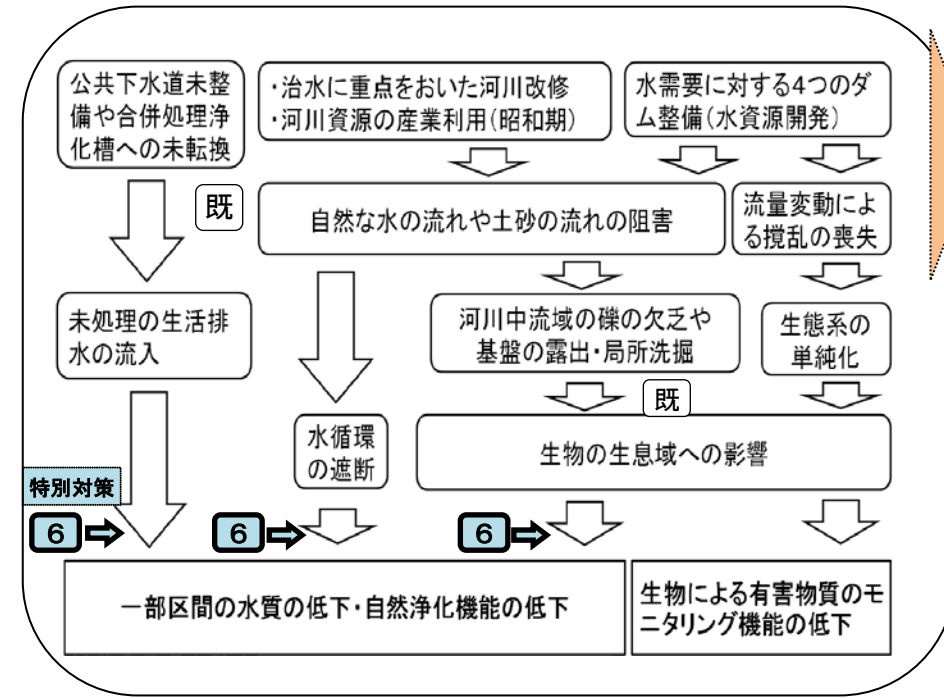 公共下水道未整
備や合併処理浄
化槽への未転換
・治水に重点をおいた河川改修
・河川資源の産業利用(昭和期)
水需要に対する4つのダ
ム整備(水資源開発)
既
自然な水の流れや土砂の流れの阻害
流量変動によ
る撹乱の喪失
未処理の生活排
水の流入
河川中流域の礫の欠乏や
基盤の露出・局所洗掘
生態系の
単純化
既
水循環
の遮断
生物の生息域への影響
特別対策
6
6
6
一部区間の水質の低下・自然浄化機能の低下
生物による有害物質のモ
ニタリング機能の低下